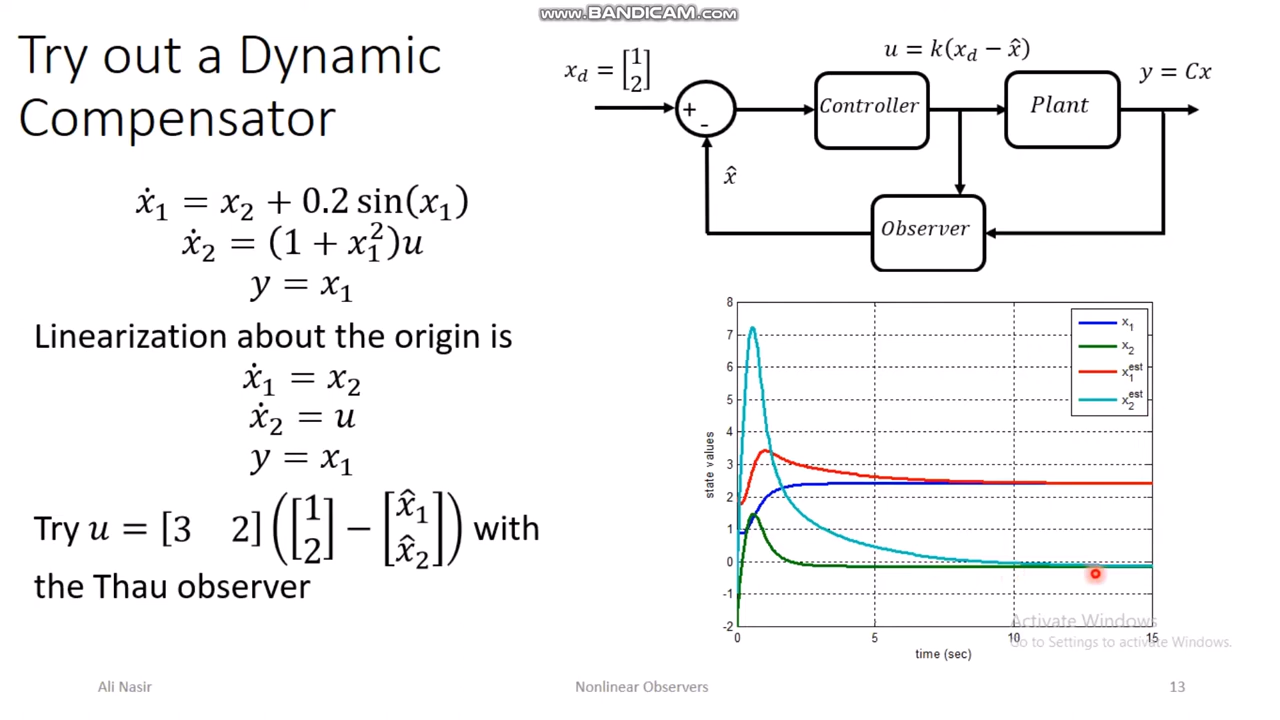 www.BANDICAM.com
Try out a Dynamic
Compensator
ẋ₁ = x₂ + 0.2 sin(x₁)
ẋ₂ = (1 + x₁²)u
y = x₁
Linearization about the origin is
ẋ₁ = x₂
ẋ₂ = u
y = x₁
Try u = [3 2]([1 2] − [x̂₁ x̂₂]) with
the Thau observer
x_d = [1 2]
u = k(x_d − x̂)
y = Cx
+
-
Controller
Plant
x̂
Observer
8
7
6
5
4
3
2
1
0
-1
-2
state values
0 5 10 15
time (sec)
x₁
x₂
x₁^est
x₂^est
Activate Windows
Go to Settings to activate Windows.
Ali Nasir
Nonlinear Observers
13